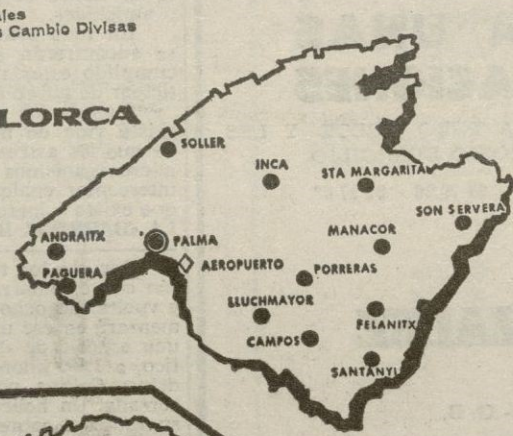 ales
s Cambio Divisas
LORCA
SOLLER
INCA
STA MARGARITA
SON SERVERA
ANDRAITX
PALMA
MANACOR
AEROPUERTO
PAGUERA
PORRERAS
LLUCHMAYOR
FELANITX
CAMPOS
SANTANYI